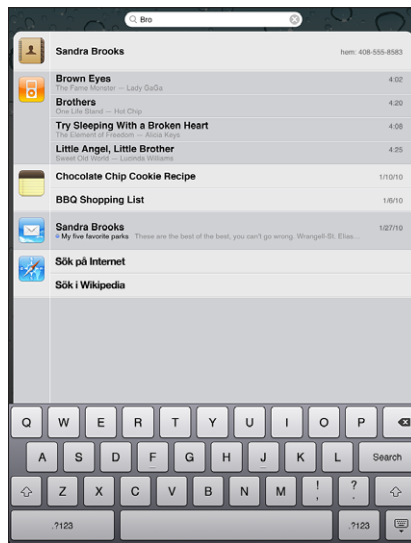 Bro
Sandra Brooks
hem: 408-555-8583
Brown Eyes
4:02
The Fame Monster — Lady GaGa
Brothers
4:20
One Life Stand — Hot Chip
Try Sleeping With a Broken Heart
4:08
The Element of Freedom — Alicia Keys
Little Angel, Little Brother
4:25
Sweet Old World — Lucinda Williams
Chocolate Chip Cookie Recipe
1/10/10
BBQ Shopping List
1/6/10
Sandra Brooks
1/27/10
My five favorite parks These are the best of the best, you can't go wrong. Wrangell-St. Elias...
Sök på Internet
Sök i Wikipedia
Q W E R T Y U I O P
A S D F G H J K L Search
Z X C V B N M ! , ? .
.?123 .?123